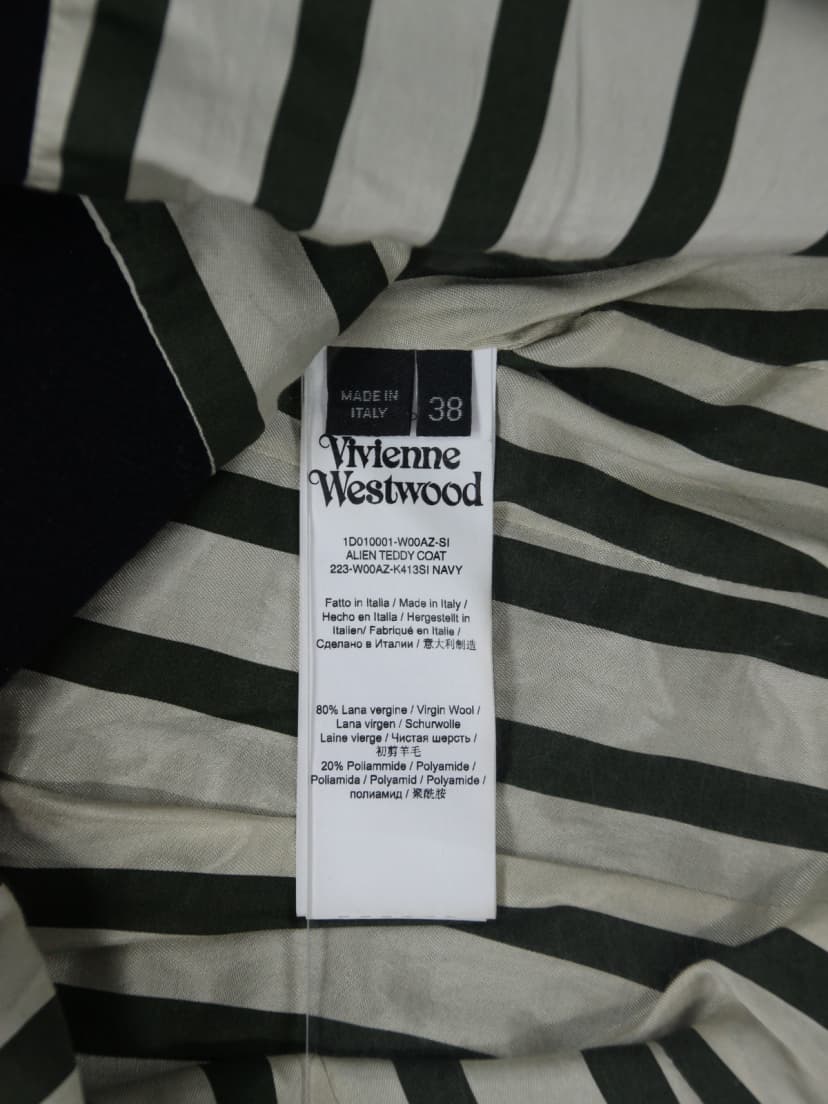 MADE IN
ITALY
38
Vivienne
Westwood
1D010001-W00AZ-SI
ALIEN TEDDY COAT
223-W00AZ-K413SI NAVY
Fatto in Italia / Made in Italy /
Hecho en Italia / Hergestellt in
Italien/ Fabriqué en Italie /
Сделано в Италии / 意大利制造
80% Lana vergine / Virgin Wool /
Lana virgen / Schurwolle
Laine vierge / Чистая шерсть /
初剪羊毛
20% Poliammide / Polyamide /
Poliamida / Polyamid / Polyamide /
полиамид / 聚酰胺